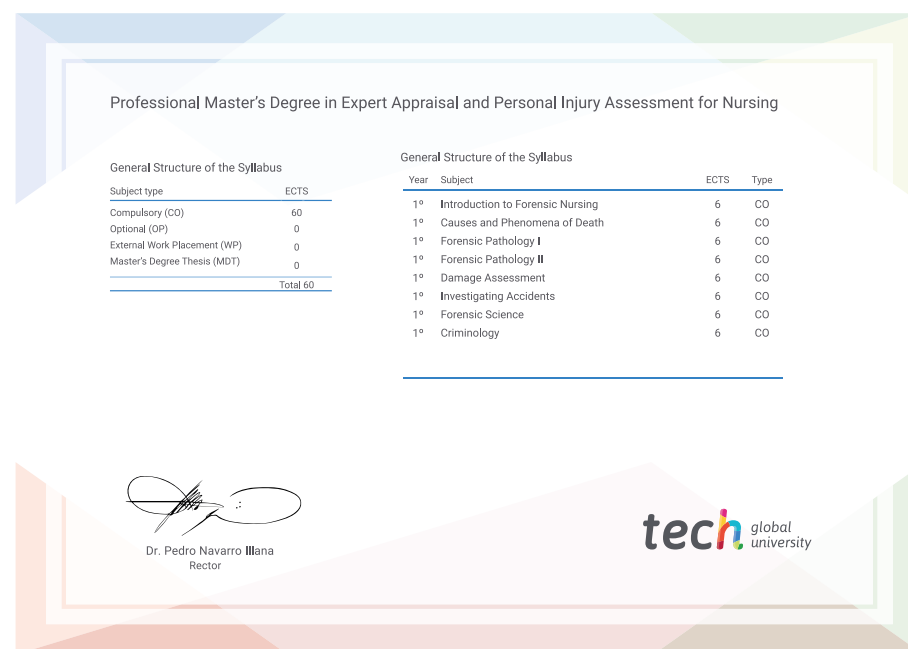 Professional Master's Degree in Expert Appraisal and Personal Injury Assessment for Nursing
General Structure of the Syllabus
Subject type ECTS
Compulsory (CO) 60
Optional (OP) 0
External Work Placement (WP) 0
Master's Degree Thesis (MDT) 0
Total 60
General Structure of the Syllabus
Year Subject ECTS Type
1º Introduction to Forensic Nursing 6 CO
1º Causes and Phenomena of Death 6 CO
1º Forensic Pathology I 6 CO
1º Forensic Pathology II 6 CO
1º Damage Assessment 6 CO
1º Investigating Accidents 6 CO
1º Forensic Science 6 CO
1º Criminology 6 CO
Dr. Pedro Navarro Illana
Rector
tech global
university